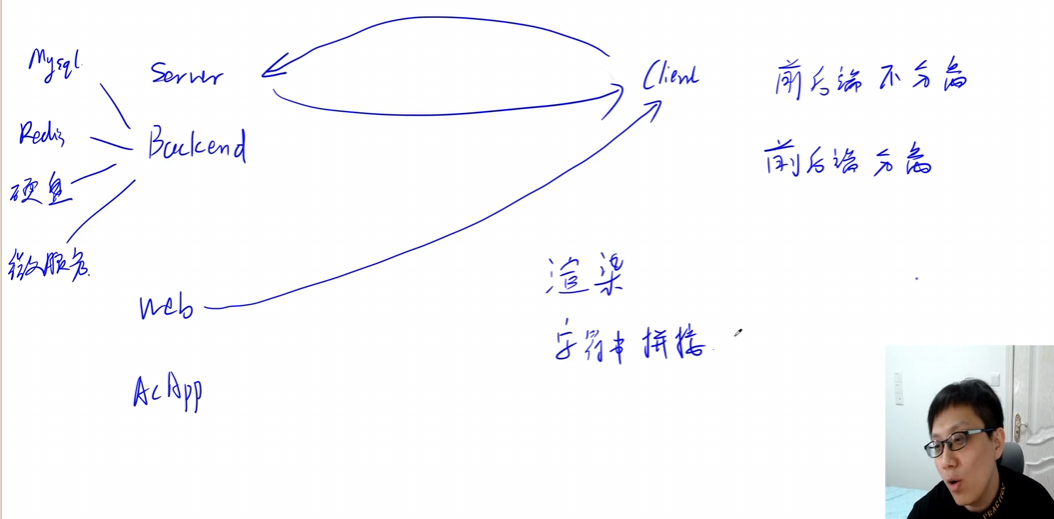 Mysql
Server
Client
前后端不分离
Redis
Backend
前后端分离
硬盘
微服务
渲染
Web
字符串拼接
AcApp